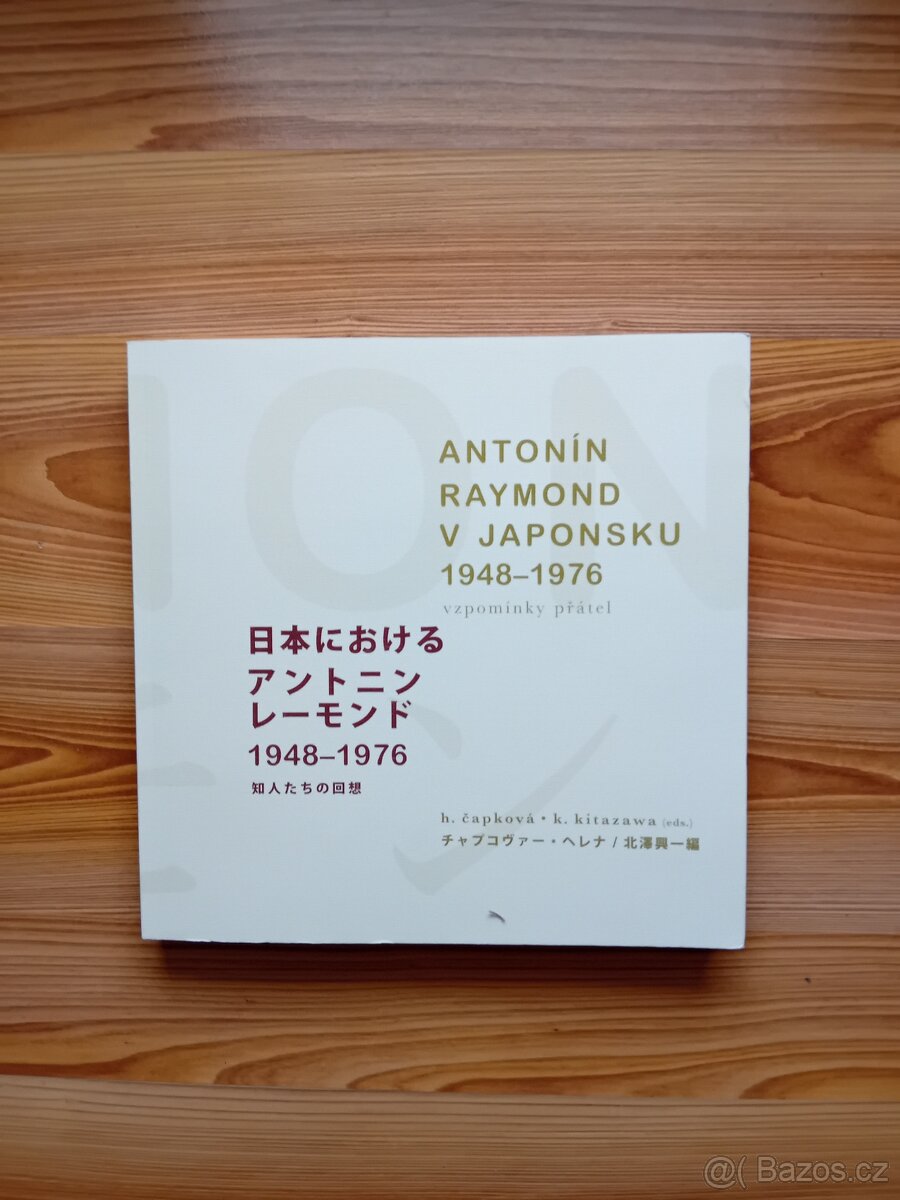 ANTONÍN
RAYMOND
V JAPONSKU
1948–1976
vzpomínky přátel
日本における
アントニン
レーモンド
1948–1976
知人たちの回想
h. čapková • k. kitazawa (eds.)
チャプコヴァー・ヘレナ / 北澤興一編
@( Bazos.cz